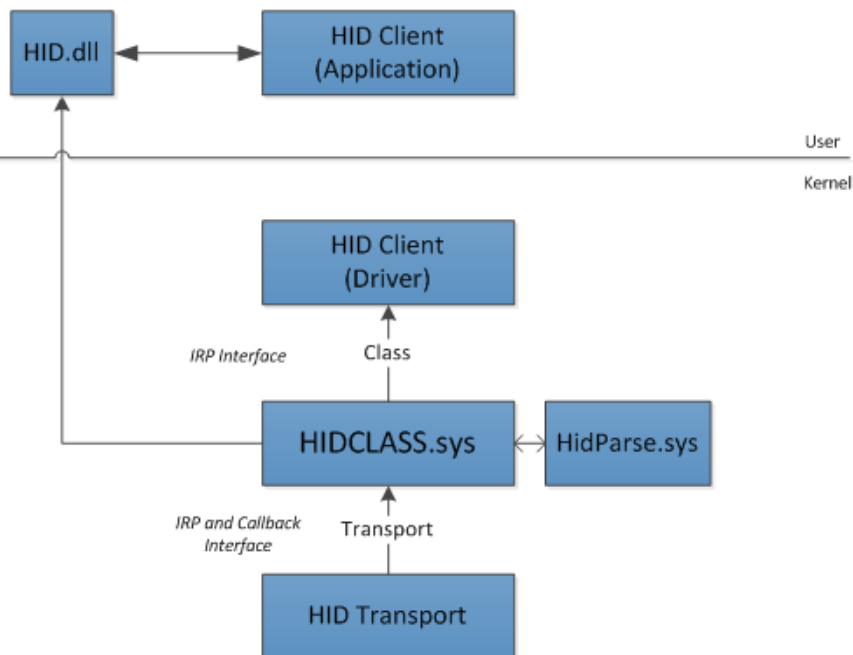 HID.dll
HID Client
(Application)
User
Kernel
HID Client
(Driver)
IRP Interface
Class
HIDCLASS.sys
HidParse.sys
IRP and Callback
Interface
Transport
HID Transport